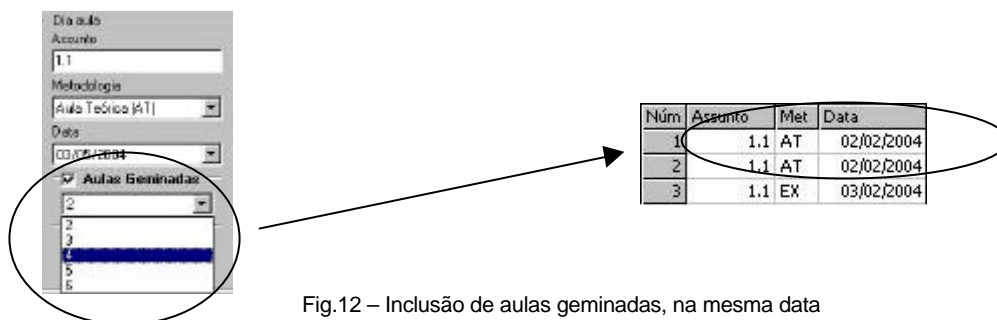 Dia aula
Assunto
1.1
Metodologia
Aula Teórica (AT)
Data
03/05/2004
Aulas Geminadas
2
2
3
4
5
6
Núm Assunto Met Data
1 1.1 AT 02/02/2004
2 1.1 AT 02/02/2004
3 1.1 EX 03/02/2004
Fig.12 – Inclusão de aulas geminadas, na mesma data